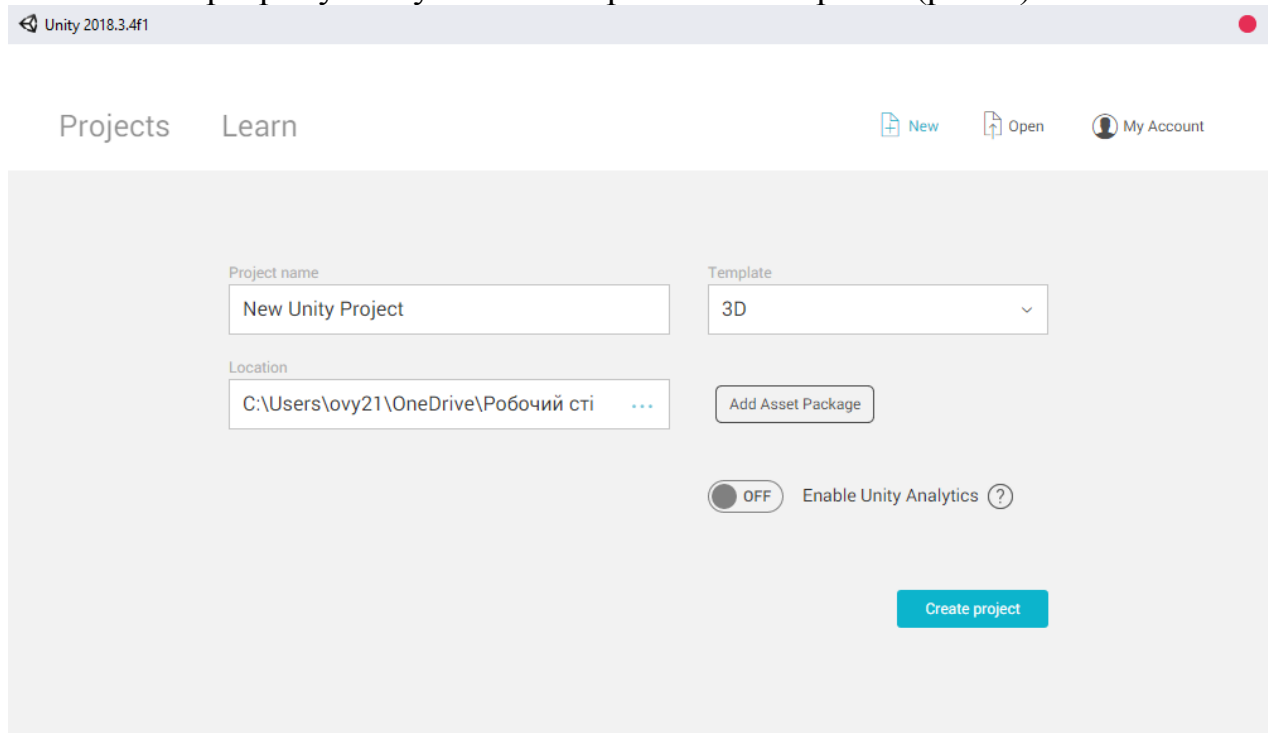 Unity 2018.3.4f1
Projects Learn New Open My Account
Project name Template
New Unity Project 3D
Location
C:\Users\ovy21\OneDrive\Робочий сті ... Add Asset Package
OFF Enable Unity Analytics ?
Create project